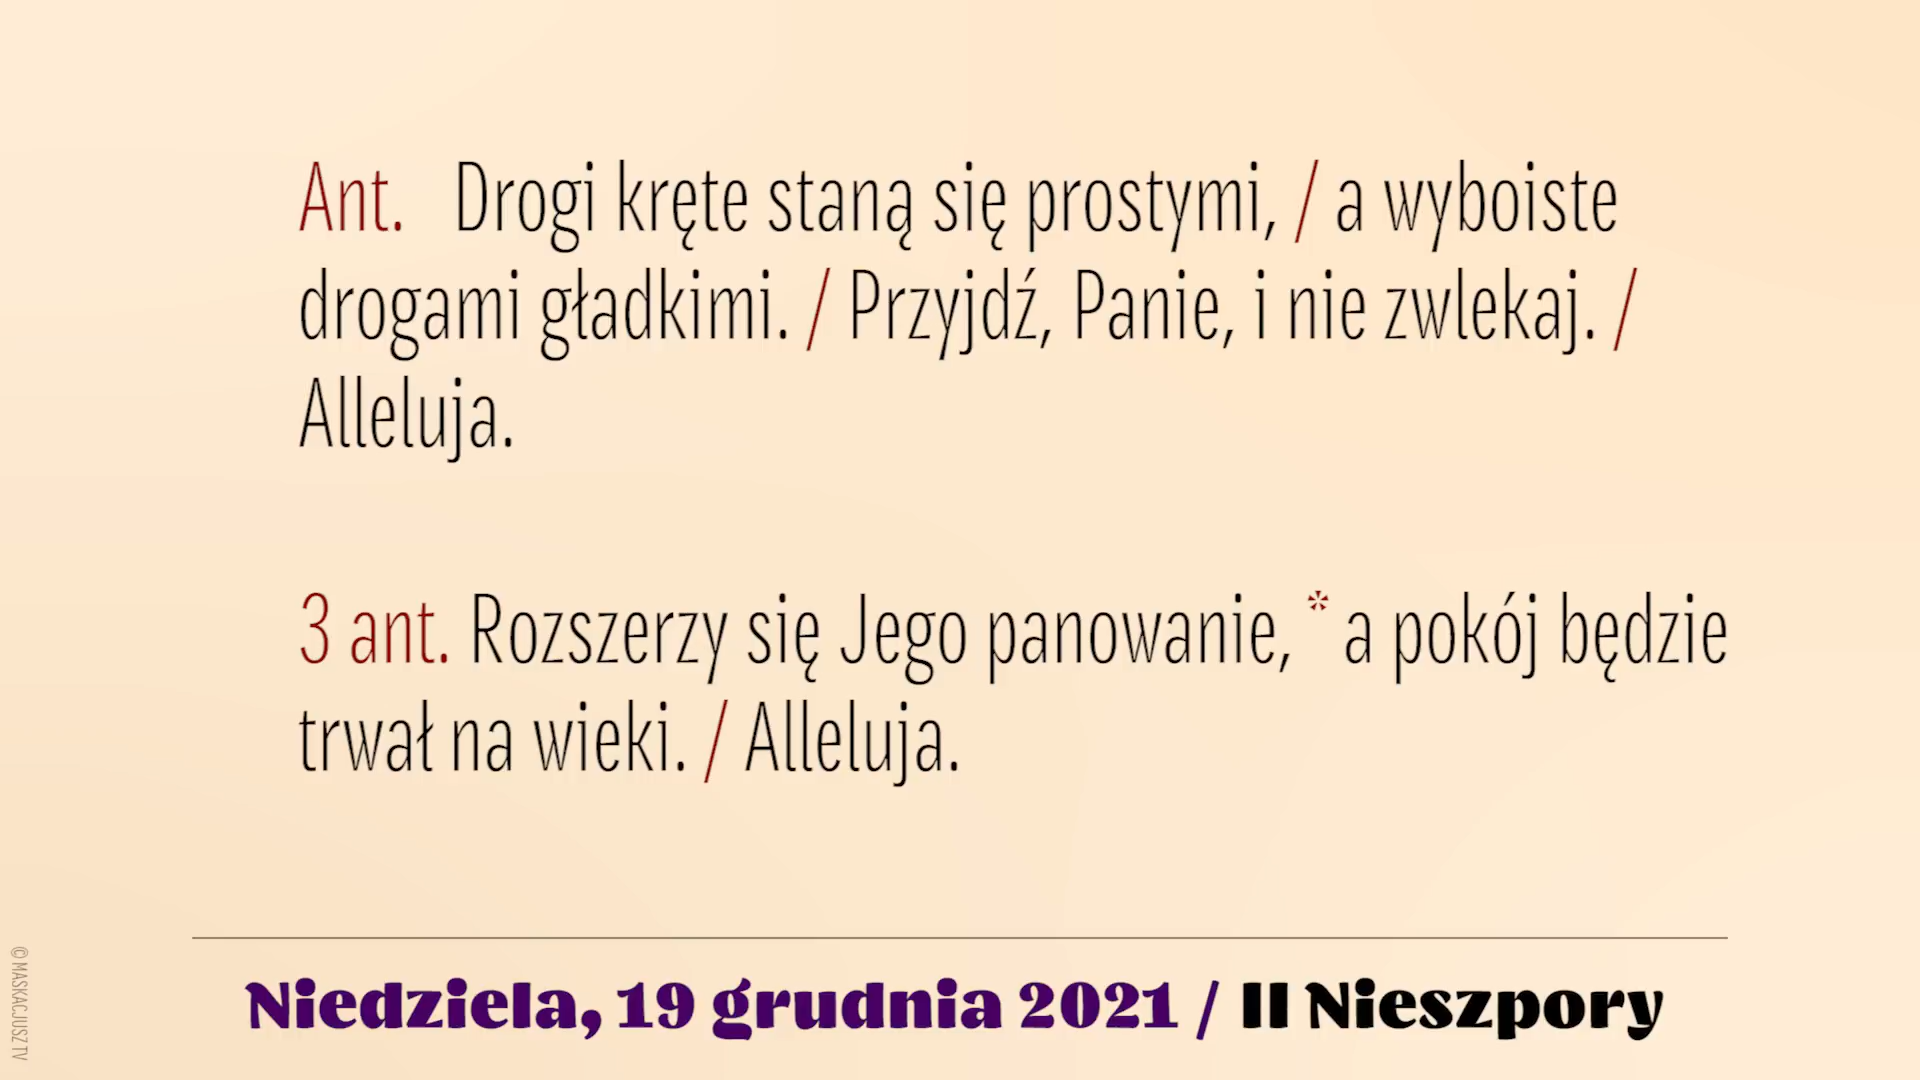 Ant. Drogi kręte staną się prostymi, / a wyboiste
drogami gładkimi. / Przyjdź, Panie, i nie zwlekaj. /
Alleluja.
3 ant. Rozszerzy się Jego panowanie, * a pokój będzie
trwał na wieki. / Alleluja.
Niedziela, 19 grudnia 2021 / II Nieszpory
© MASKACJUSZ TV